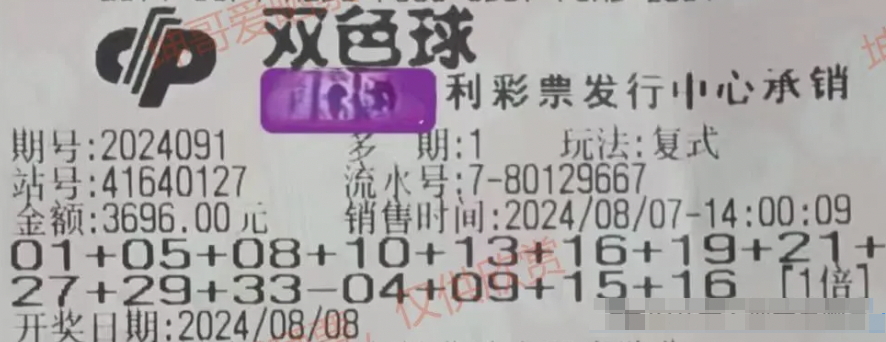 双色球
利彩票发行中心承销
期号:2024091 多 期:1 玩法:复式
站号:41640127 流水号:7-80129667
金额:3696.00元 销售时间:2024/08/07-14:00:09
01+05+08+10+13+16+19+21+
27+29+33-04+09+15+16 [1倍]
开奖日期:2024/08/08